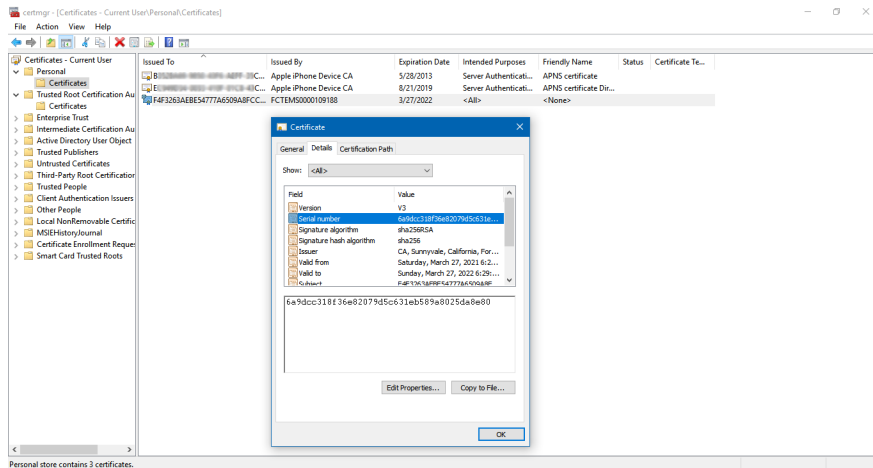 certmgr - [Certificates - Current User\Personal\Certificates]
File Action View Help
Certificates - Current User
Personal
Certificates
Trusted Root Certification Au
Certificates
Enterprise Trust
Intermediate Certification Au
Active Directory User Object
Trusted Publishers
Untrusted Certificates
Third-Party Root Certification
Trusted People
Client Authentication Issuers
Other People
Local NonRemovable Certific
MSIEHistoryJournal
Certificate Enrollment Reques
Smart Card Trusted Roots
Issued To Issued By Expiration Date Intended Purposes Friendly Name Status Certificate Te...
Apple iPhone Device CA 5/28/2013 Server Authenticati... APNS certificate
Apple iPhone Device CA 8/21/2019 Server Authenticati... APNS certificate Dir...
F4F3263AEBE54777A6509A8FCC... FCTEMS0000109188 3/27/2022 <All> <None>
Certificate
General Details Certification Path
Show: <All>
Field Value
Version V3
Serial number 6a9dcc318f36e82079d5c631e...
Signature algorithm sha256RSA
Signature hash algorithm sha256
Issuer CA, Sunnyvale, California, For...
Valid from Saturday, March 27, 2021 6:2...
Valid to Sunday, March 27, 2022 6:29:...
Subject F4F3263AEBE54777A6509A8F
6a9dcc318f36e82079d5c631eb589a8025da8e80
Edit Properties... Copy to File...
OK
Personal store contains 3 certificates.